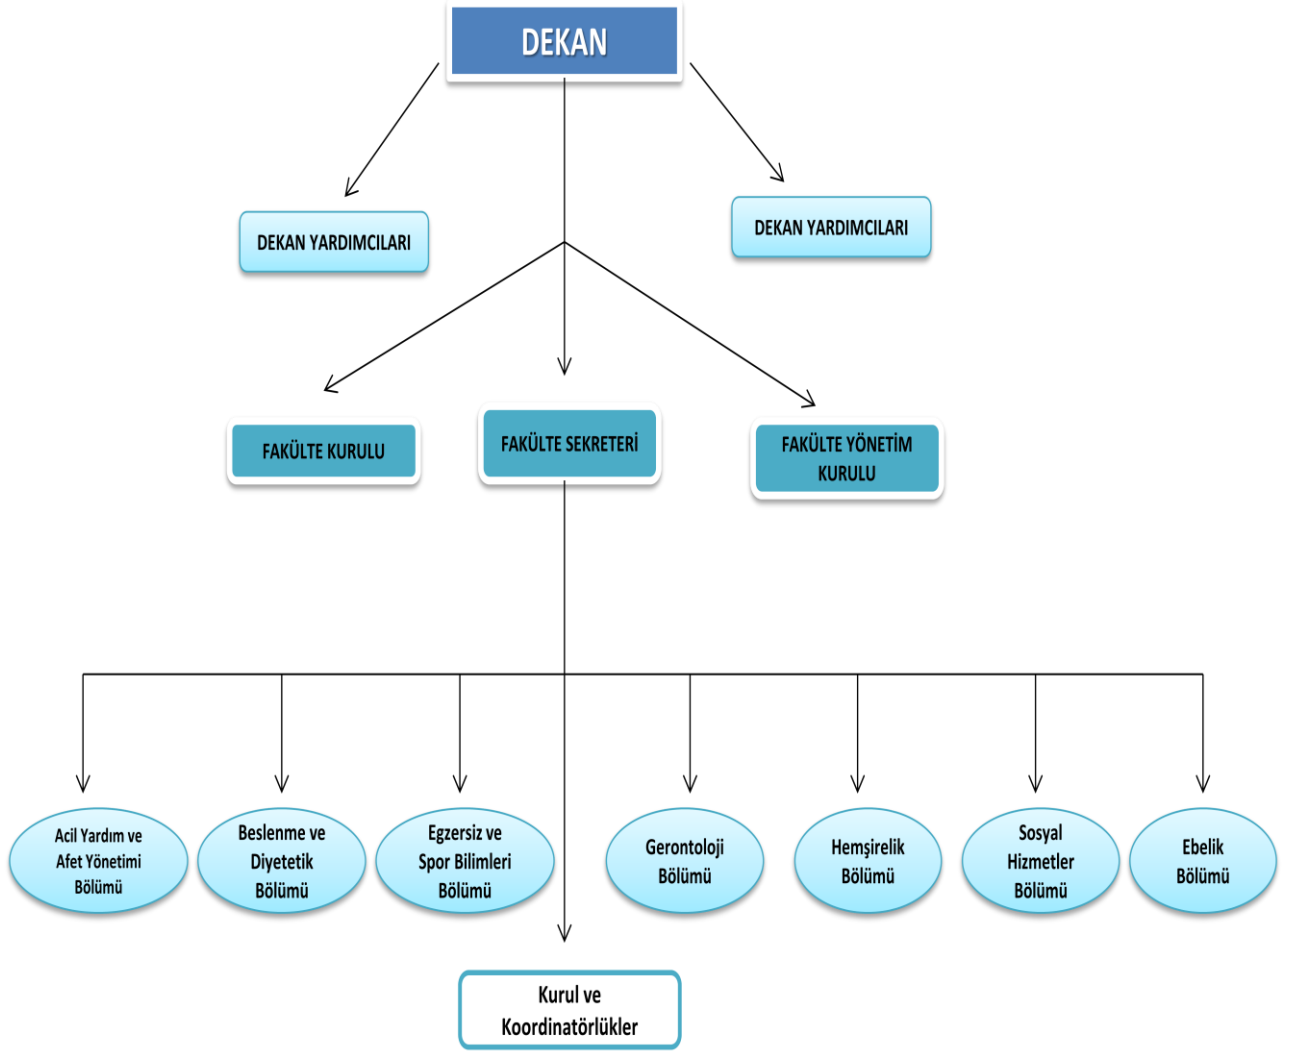 DEKAN
DEKAN YARDIMCILARI
DEKAN YARDIMCILARI
FAKÜLTE KURULU
FAKÜLTE SEKRETERİ
FAKÜLTE YÖNETİM
KURULU
Acil Yardım ve
Afet Yönetimi
Bölümü
Beslenme ve
Diyetetik
Bölümü
Egzersiz ve
Spor Bilimleri
Bölümü
Gerontoloji
Bölümü
Hemşirelik
Bölümü
Sosyal
Hizmetler
Bölümü
Ebelik
Bölümü
Kurul ve
Koordinatörlükler